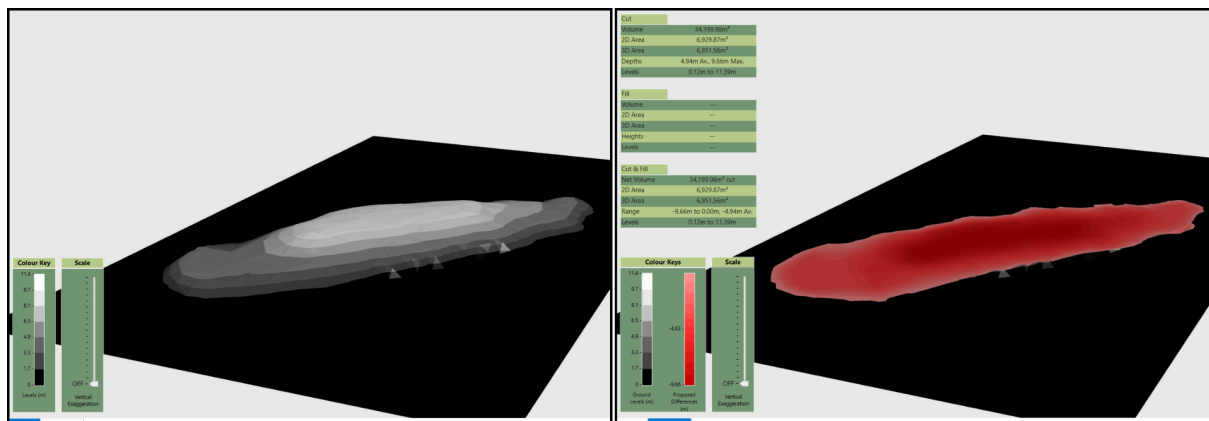 Colour Key
11.4
9.7
8.1
6.5
4.9
3.3
1.7
0
Levels (m)
Scale
OFF
Vertical
Exaggeration
Cut
Volume 34,199.98m³
2D Area 6,929.87m²
3D Area 6,951.56m²
Depths 4.94m Av., 9.66m Max.
Levels 0.12m to 11.39m
Fill
Volume --
2D Area --
3D Area --
Heights --
Levels --
Cut & Fill
Net Volume 34,199.98m³ cut
2D Area 6,929.87m²
3D Area 6,951.56m²
Range -9.66m to 0.00m, -4.94m Av.
Levels 0.12m to 11.39m
Colour Keys
11.4
9.7
8.1
6.5
4.9
3.3
1.7
0
Ground
Levels (m)
-4.83
-9.66
Proposed
Differences
(m)
Scale
OFF
Vertical
Exaggeration